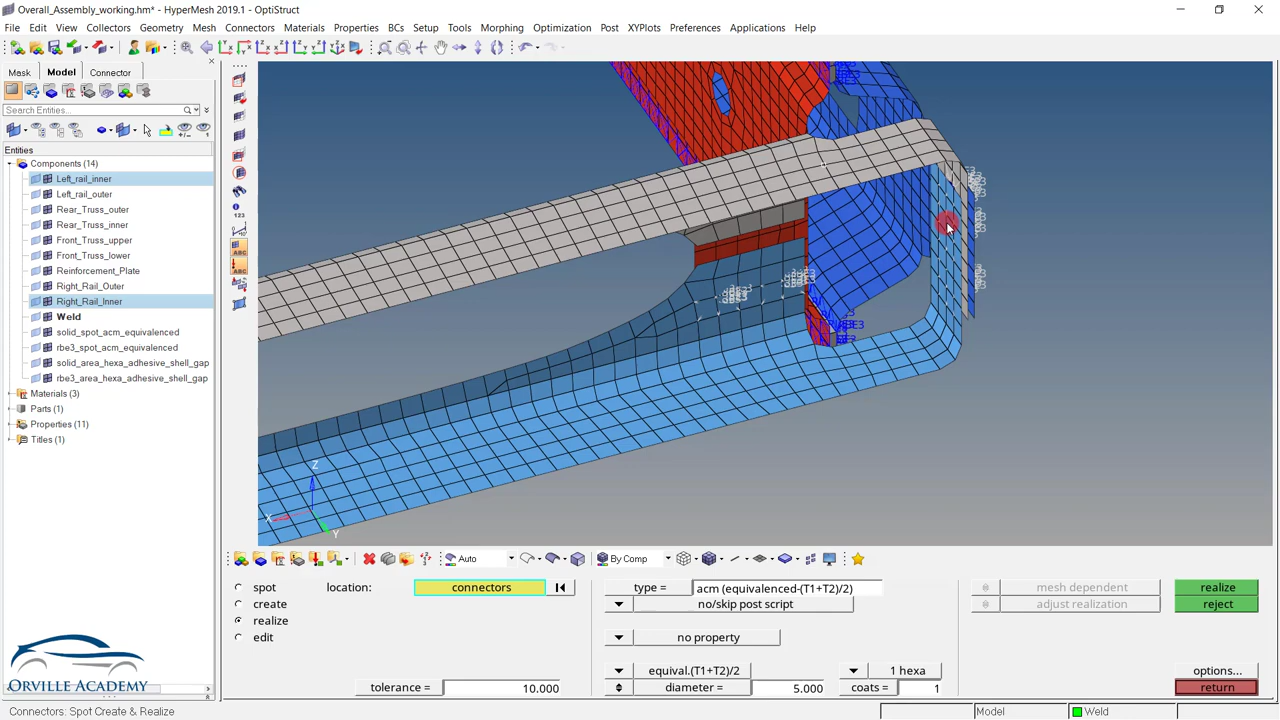 Overall_Assembly_working.hm* - HyperMesh 2019.1 - OptiStruct
File Edit View Collectors Geometry Mesh Connectors Materials Properties BCs Setup Tools Morphing Optimization Post XYPlots Preferences Applications Help
Mask Model Connector
Search Entities...
Entities
Components (14)
Left_rail_inner
Left_rail_outer
Rear_Truss_outer
Rear_Truss_inner
Front_Truss_upper
Front_Truss_lower
Reinforcement_Plate
Right_Rail_Outer
Right_Rail_Inner
Weld
solid_spot_acm_equivalenced
rbe3_spot_acm_equivalenced
solid_area_hexa_adhesive_shell_gap
rbe3_area_hexa_adhesive_shell_gap
Materials (3)
Parts (1)
Properties (11)
Titles (1)
123
ABC
ABC
Z
X
Y
Auto
By Comp
spot
create
realize
edit
location: connectors
tolerance = 10.000
type = acm (equivalenced-(T1+T2)/2)
no/skip post script
no property
equival.(T1+T2)/2 1 hexa
diameter = 5.000 coats = 1
mesh dependent realize
adjust realization reject
options...
return
ORVILLE ACADEMY
Connectors: Spot Create & Realize
Model
Weld